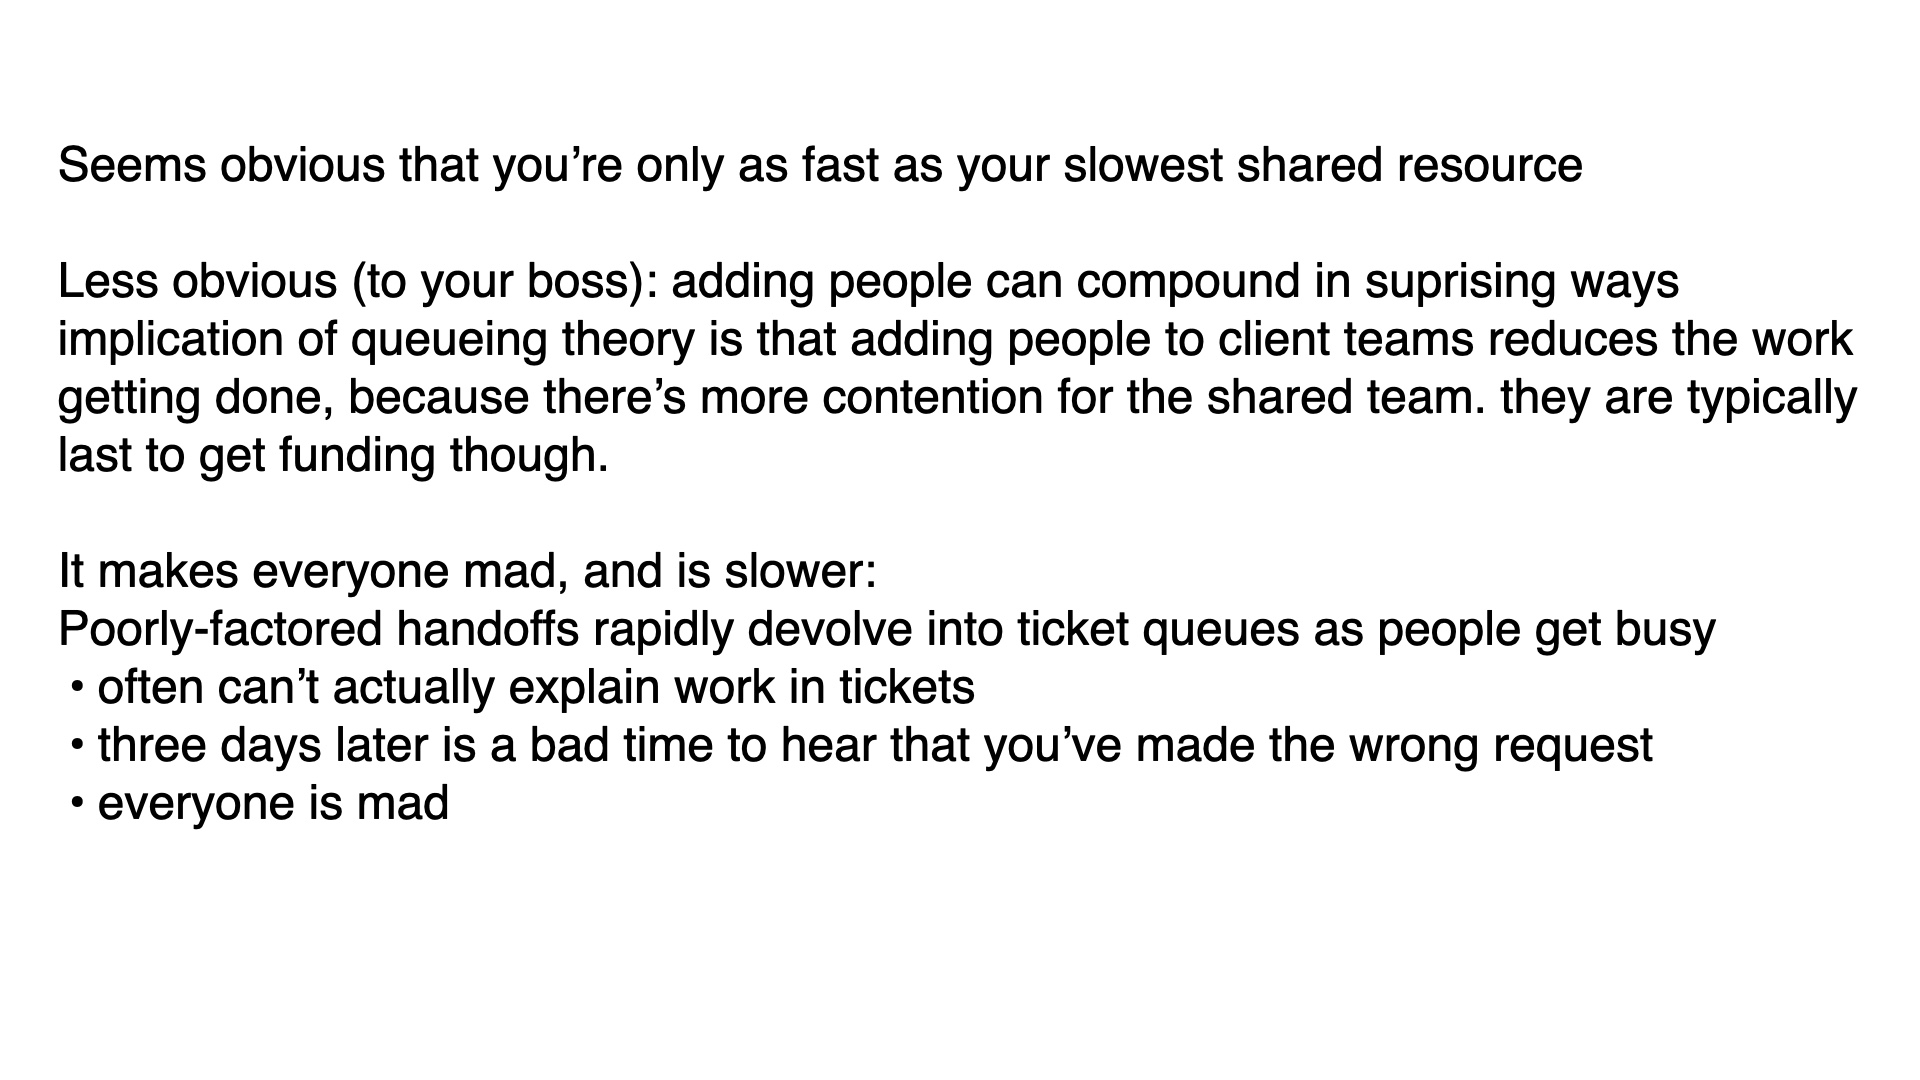 Seems obvious that you’re only as fast as your slowest shared resource
Less obvious (to your boss): adding people can compound in suprising ways
implication of queueing theory is that adding people to client teams reduces the work
getting done, because there’s more contention for the shared team. they are typically
last to get funding though.
It makes everyone mad, and is slower:
Poorly-factored handoffs rapidly devolve into ticket queues as people get busy
• often can’t actually explain work in tickets
• three days later is a bad time to hear that you’ve made the wrong request
• everyone is mad